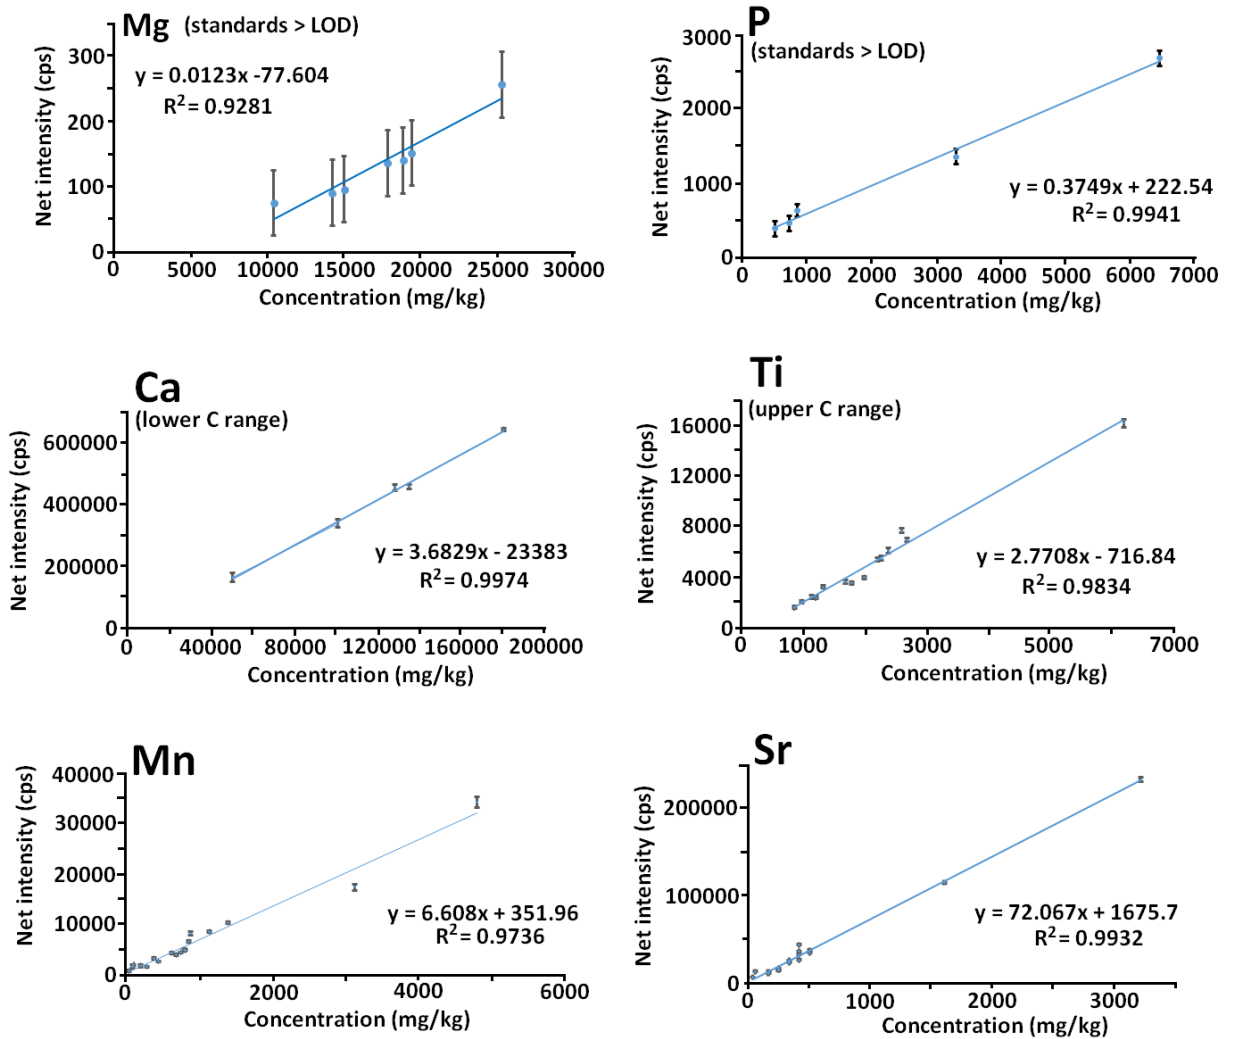 Mg (standards > LOD)
Net intensity (cps)
300
200
100
0
y = 0.0123x -77.604
R2 = 0.9281
0 5000 10000 15000 20000 25000 30000
Concentration (mg/kg)
P
(standards > LOD)
Net intensity (cps)
3000
2000
1000
0
y = 0.3749x + 222.54
R2 = 0.9941
0 1000 2000 3000 4000 5000 6000 7000
Concentration (mg/kg)
Ca
(lower C range)
Net intensity (cps)
600000
400000
200000
0
y = 3.6829x - 23383
R2 = 0.9974
0 40000 80000 120000 160000 200000
Concentration (mg/kg)
Ti
(upper C range)
Net intensity (cps)
16000
12000
8000
4000
0
y = 2.7708x - 716.84
R2 = 0.9834
0 1000 3000 5000 7000
Concentration (mg/kg)
Mn
Net intensity (cps)
40000
30000
20000
10000
0
y = 6.608x + 351.96
R2 = 0.9736
0 2000 4000 6000
Concentration (mg/kg)
Sr
Net intensity (cps)
200000
100000
0
y = 72.067x + 1675.7
R2 = 0.9932
0 1000 2000 3000
Concentration (mg/kg)